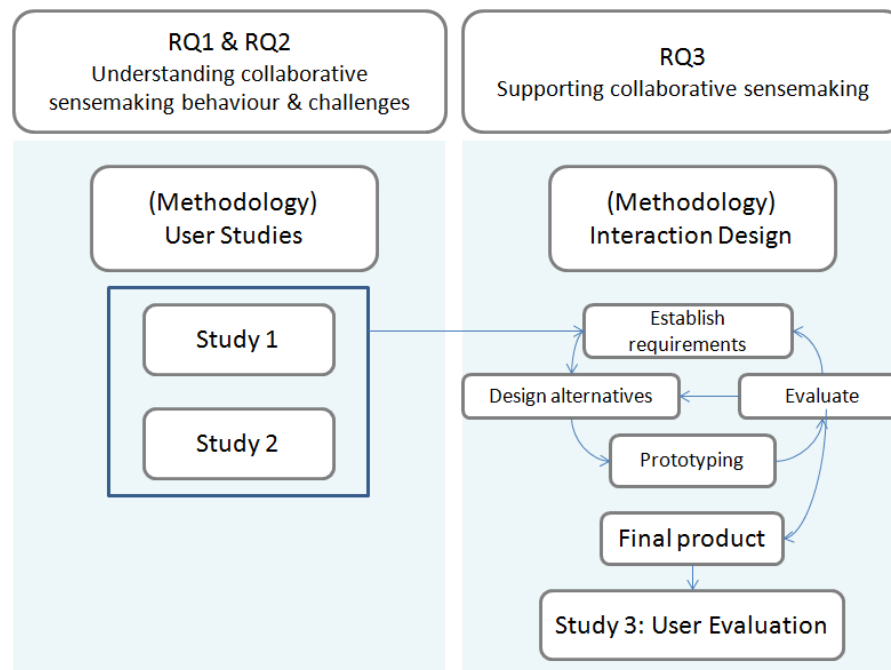 RQ1 & RQ2
Understanding collaborative
sensemaking behaviour & challenges
RQ3
Supporting collaborative sensemaking
(Methodology)
User Studies
Study 1
Study 2
(Methodology)
Interaction Design
Establish
requirements
Design alternatives
Evaluate
Prototyping
Final product
Study 3: User Evaluation